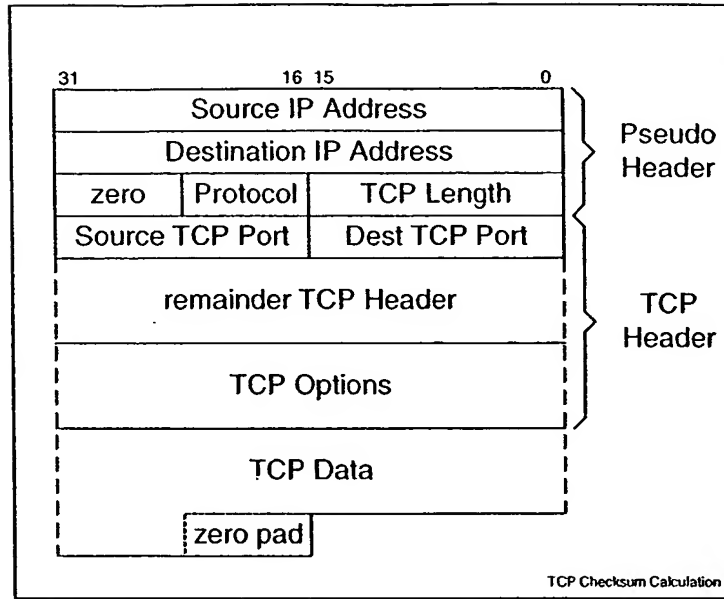 31 16 15 0
Source IP Address
Destination IP Address
Pseudo
Header
zero Protocol TCP Length
Source TCP Port Dest TCP Port
remainder TCP Header
TCP
Header
TCP Options
TCP Data
zero pad
TCP Checksum Calculation